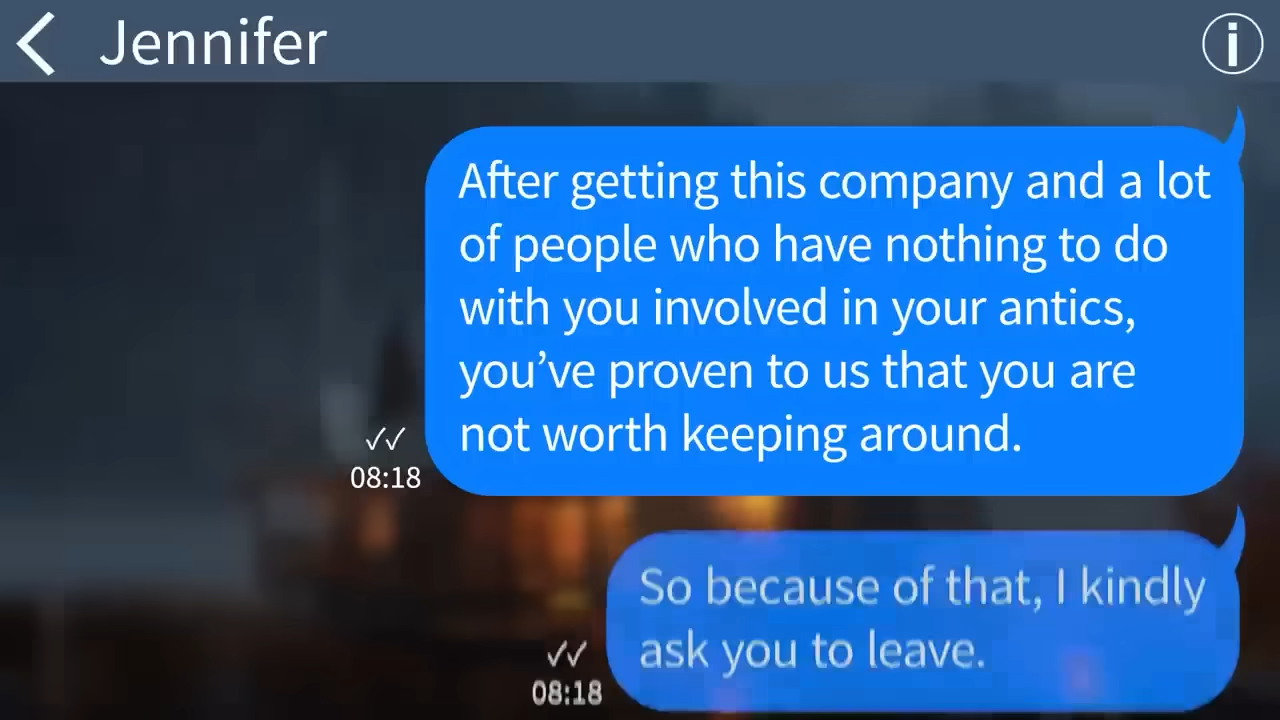 Jennifer
After getting this company and a lot
of people who have nothing to do
with you involved in your antics,
you’ve proven to us that you are
not worth keeping around.
08:18
So because of that, I kindly
ask you to leave.
08:18